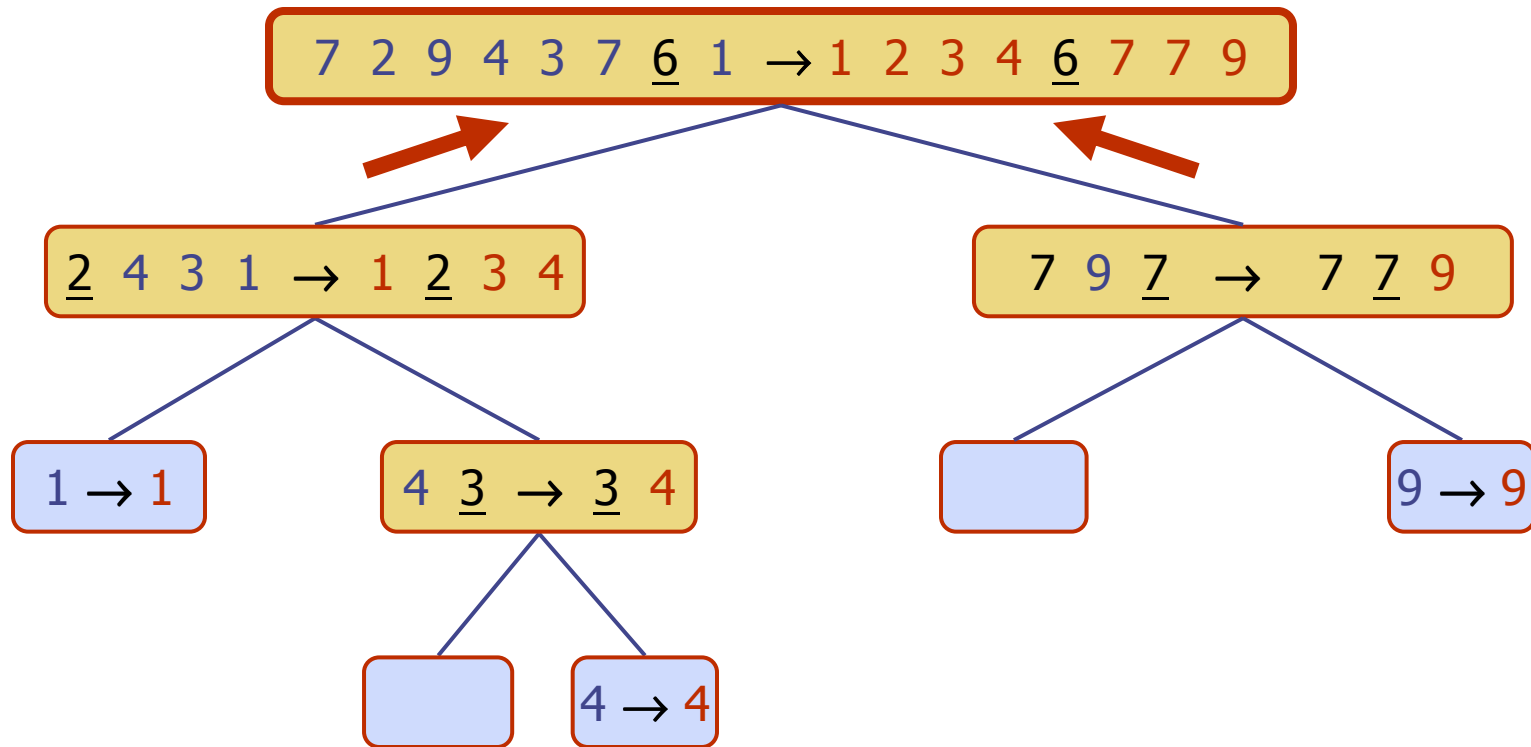 7 2 9 4 3 7 6 1 → 1 2 3 4 6 7 7 9
2 4 3 1 → 1 2 3 4
7 9 7 → 7 7 9
1 → 1
4 3 → 3 4
9 → 9
4 → 4